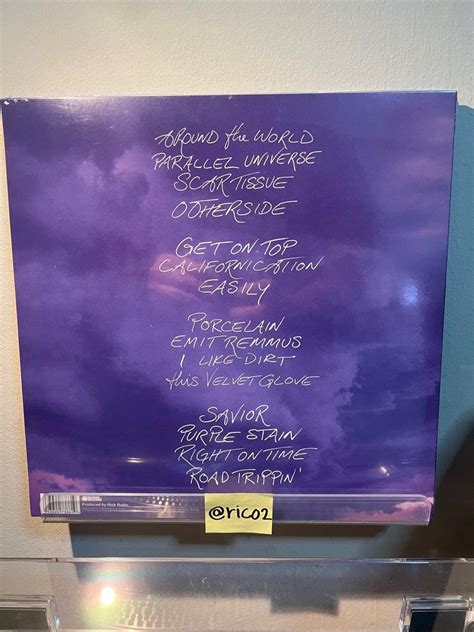 AROUND the WORLD
PARALLEL UNIVERSE
SCAR TISSUE
OTHERSIDE
GET ON TOP
CALIFORNICATION
EASILY
PORCELAIN
EMIT REMMUS
I LIKE DIRT
this VELVET GLOVE
SAVIOR
PURPLE STAIN
RIGHT ON TIME
ROAD TRIPPIN'
Produced by Rick Rubin
@rico2